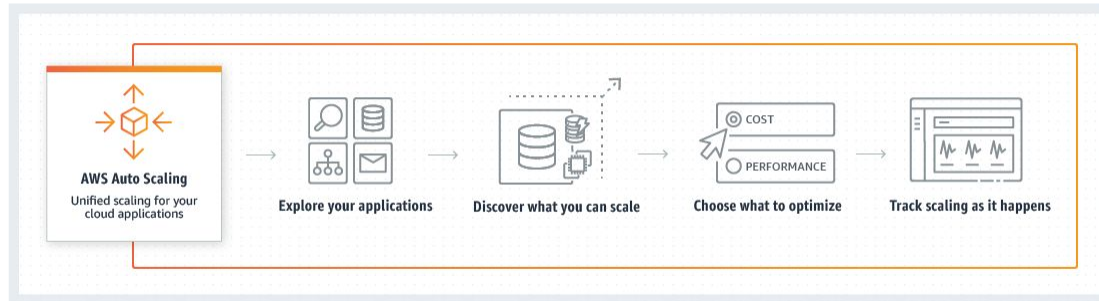 AWS Auto Scaling
Unified scaling for your
cloud applications
Explore your applications
Discover what you can scale
COST
PERFORMANCE
Choose what to optimize
Track scaling as it happens